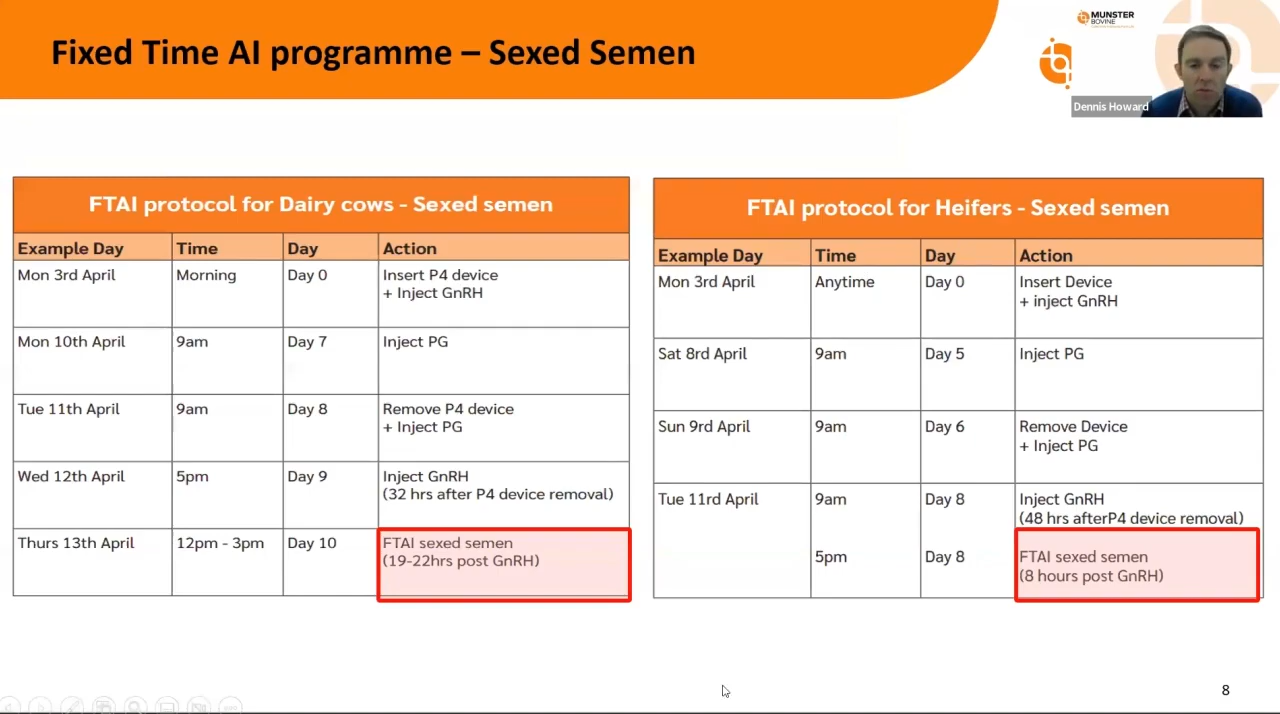 Fixed Time AI programme – Sexed Semen
MUNSTER
BOVINE
Dennis Howard
FTAI protocol for Dairy cows - Sexed semen
Example Day Time Day Action
Mon 3rd April Morning Day 0 Insert P4 device
+ Inject GnRH
Mon 10th April 9am Day 7 Inject PG
Tue 11th April 9am Day 8 Remove P4 device
+ Inject PG
Wed 12th April 5pm Day 9 Inject GnRH
(32 hrs after P4 device removal)
Thurs 13th April 12pm - 3pm Day 10 FTAI sexed semen
(19-22hrs post GnRH)
FTAI protocol for Heifers - Sexed semen
Example Day Time Day Action
Mon 3rd April Anytime Day 0 Insert Device
+ inject GnRH
Sat 8rd April 9am Day 5 Inject PG
Sun 9rd April 9am Day 6 Remove Device
+ Inject PG
Tue 11rd April 9am Day 8 Inject GnRH
(48 hrs afterP4 device removal)
5pm Day 8 FTAI sexed semen
(8 hours post GnRH)
8